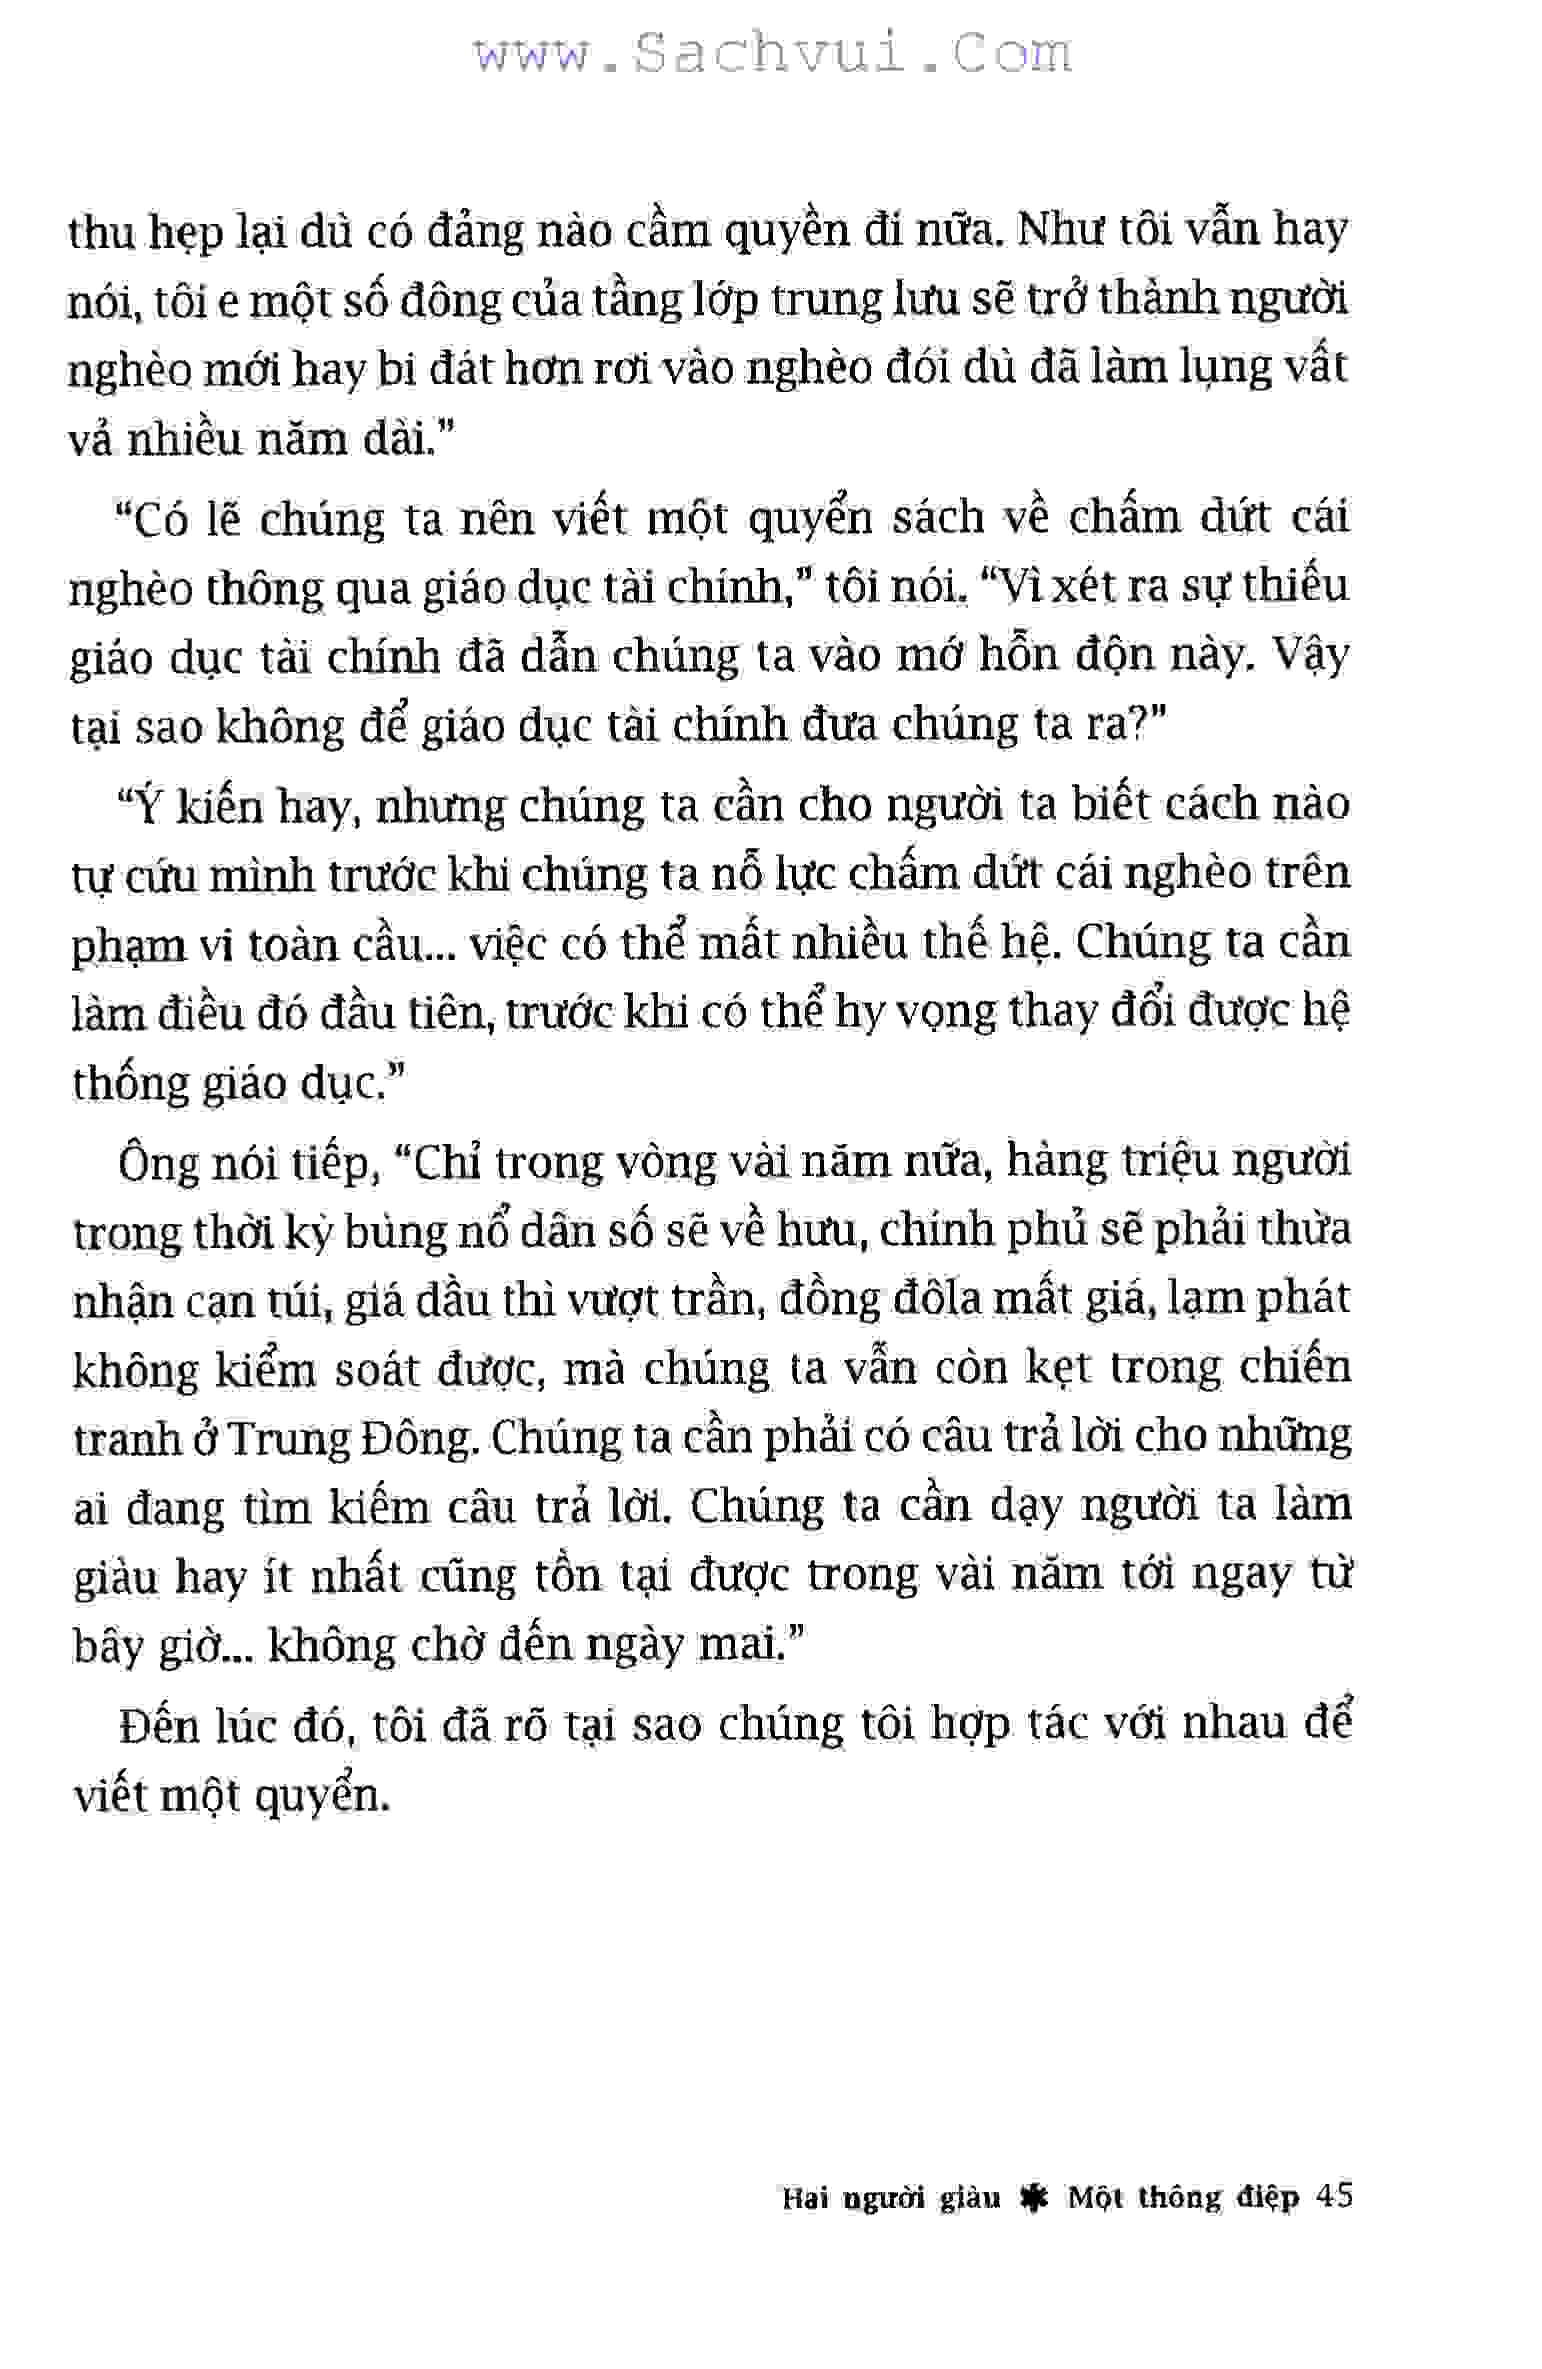 www.Sachvui.Com
thu hẹp lại dù có đảng nào cầm quyền đi nữa. Như tôi vẫn hay
nói, tôi e một số đông của tầng lớp trung lưu sẽ trở thành người
nghèo mới hay bi đát hơn rơi vào nghèo đói dù đã làm lụng vất
vả nhiều năm dài.”
“Có lẽ chúng ta nên viết một quyển sách về chấm dứt cái
nghèo thông qua giáo dục tài chính,” tôi nói. “Vì xét ra sự thiếu
giáo dục tài chính đã dẫn chúng ta vào mớ hỗn độn này. Vậy
tại sao không để giáo dục tài chính đưa chúng ta ra?”
“Ý kiến hay, nhưng chúng ta cần cho người ta biết cách nào
tự cứu mình trước khi chúng ta nỗ lực chấm dứt cái nghèo trên
phạm vi toàn cầu... việc có thể mất nhiều thế hệ. Chúng ta cần
làm điều đó đầu tiên, trước khi có thể hy vọng thay đổi được hệ
thống giáo dục.”
Ông nói tiếp, “Chỉ trong vòng vài năm nữa, hàng triệu người
trong thời kỳ bùng nổ dân số sẽ về hưu, chính phủ sẽ phải thừa
nhận cạn túi, giá dầu thì vượt trần, đồng đôla mất giá, lạm phát
không kiểm soát được, mà chúng ta vẫn còn kẹt trong chiến
tranh ở Trung Đông. Chúng ta cần phải có câu trả lời cho những
ai đang tìm kiếm câu trả lời. Chúng ta cần dạy người ta làm
giàu hay ít nhất cũng tồn tại được trong vài năm tới ngay từ
bây giờ... không chờ đến ngày mai.”
Đến lúc đó, tôi đã rõ tại sao chúng tôi hợp tác với nhau để
viết một quyển.
Hai người giàu ✱ Một thông điệp 45